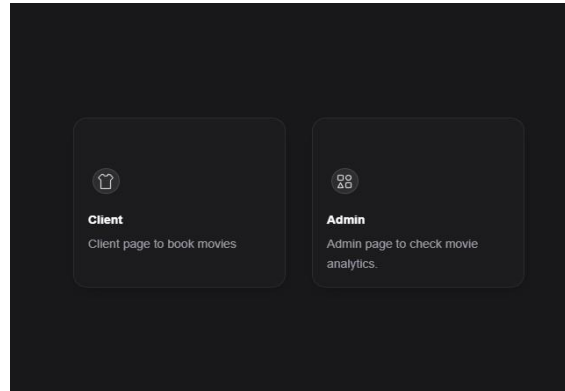 Client
Client page to book movies
Admin
Admin page to check movie
analytics.